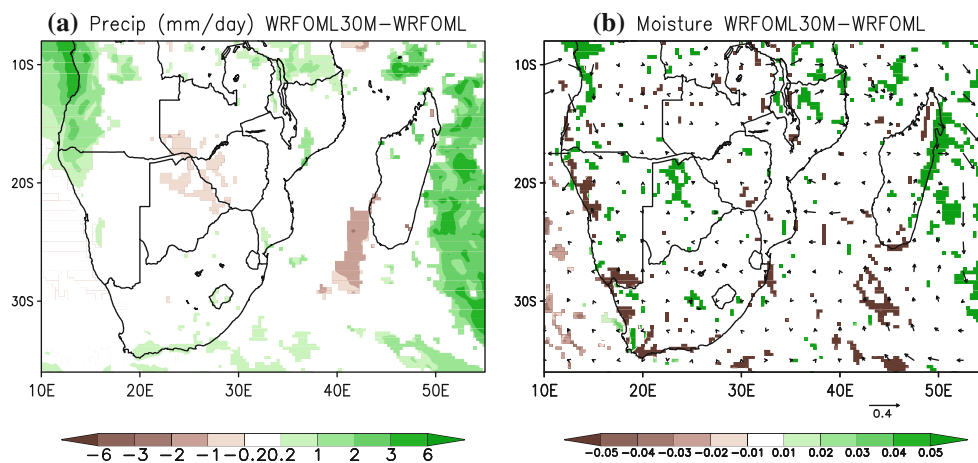 (a) Precip (mm/day) WRFOML30M−WRFOML
10S
20S
30S
10E 20E 30E 40E 50E
−6 −3 −2 −1 −0.2 0.2 1 2 3 6
(b) Moisture WRFOML30M−WRFOML
10S
20S
30S
10E 20E 30E 40E 50E
0.4
−0.05 −0.04 −0.03 −0.02 −0.01 0.01 0.02 0.03 0.04 0.05